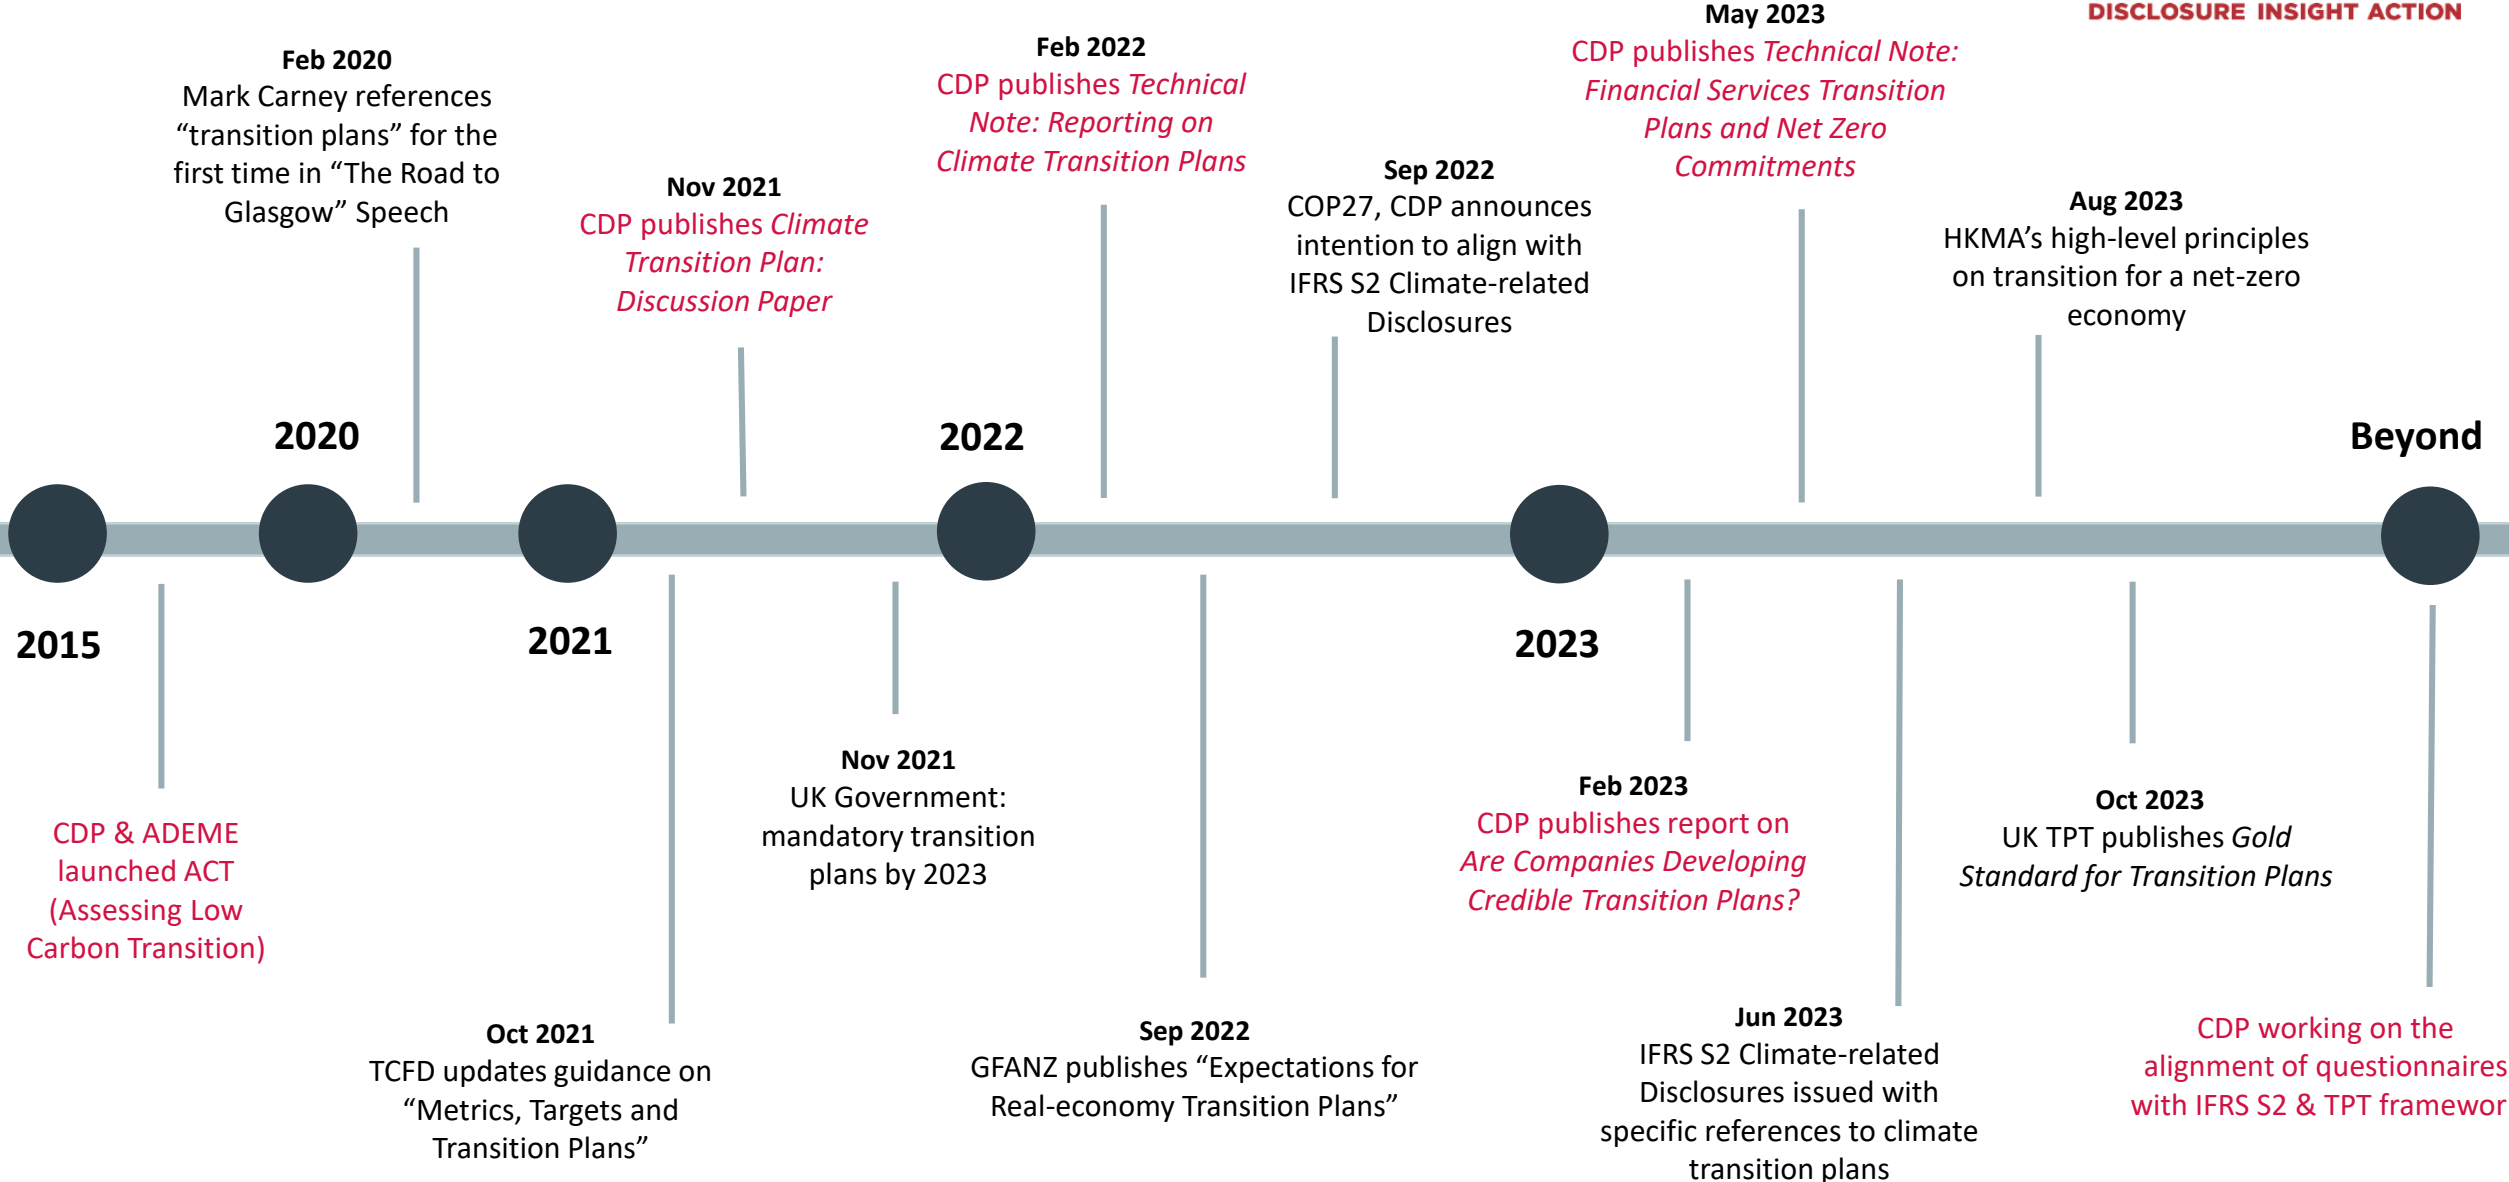 DISCLOSURE INSIGHT ACTION
Feb 2020
Mark Carney references
“transition plans” for the
first time in “The Road to
Glasgow” Speech
Nov 2021
CDP publishes Climate
Transition Plan:
Discussion Paper
Feb 2022
CDP publishes Technical
Note: Reporting on
Climate Transition Plans
Sep 2022
COP27, CDP announces
intention to align with
IFRS S2 Climate-related
Disclosures
May 2023
CDP publishes Technical Note:
Financial Services Transition
Plans and Net Zero
Commitments
Aug 2023
HKMA’s high-level principles
on transition for a net-zero
economy
2020
2022
Beyond
2015
2021
2023
CDP & ADEME
launched ACT
(Assessing Low
Carbon Transition)
Oct 2021
TCFD updates guidance on
“Metrics, Targets and
Transition Plans”
Nov 2021
UK Government:
mandatory transition
plans by 2023
Sep 2022
GFANZ publishes “Expectations for
Real-economy Transition Plans”
Feb 2023
CDP publishes report on
Are Companies Developing
Credible Transition Plans?
Jun 2023
IFRS S2 Climate-related
Disclosures issued with
specific references to climate
transition plans
Oct 2023
UK TPT publishes Gold
Standard for Transition Plans
CDP working on the
alignment of questionnaires
with IFRS S2 & TPT framewor